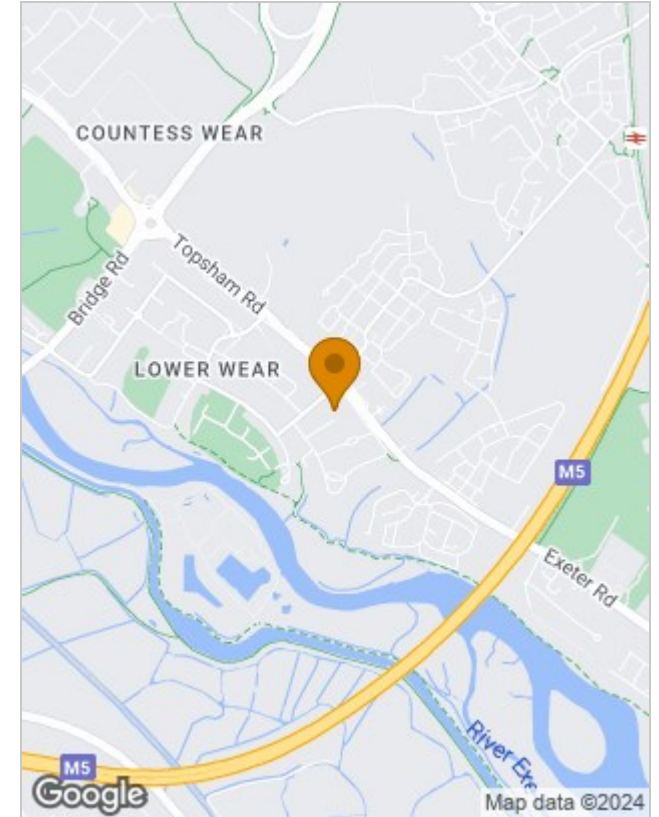 COUNTESS WEAR
Topsham Rd
Bridge Rd
LOWER WEAR
M5
Exeter Rd
River Exe
M5
Google
Map data ©2024